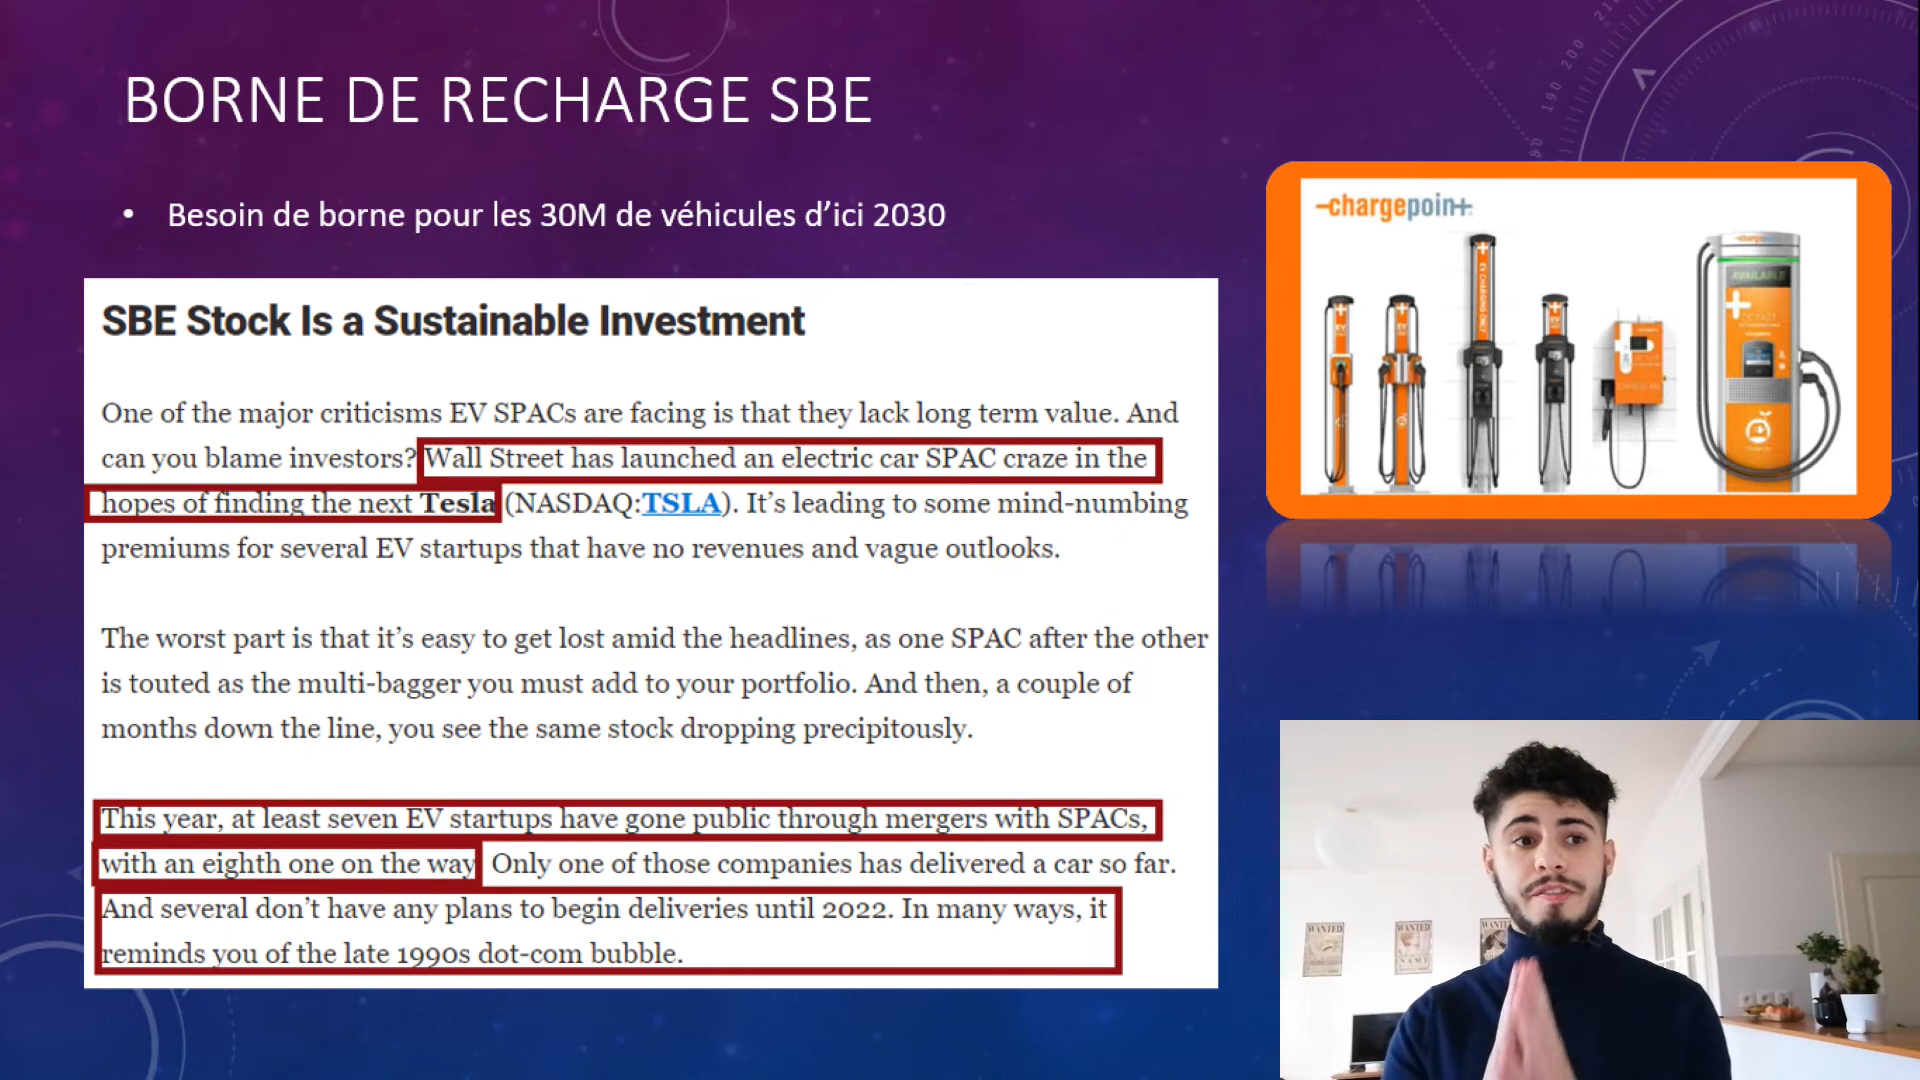 BORNE DE RECHARGE SBE
• Besoin de borne pour les 30M de véhicules d'ici 2030
SBE Stock Is a Sustainable Investment
One of the major criticisms EV SPACs are facing is that they lack long term value. And
can you blame investors? Wall Street has launched an electric car SPAC craze in the
hopes of finding the next Tesla (NASDAQ:TSLA). It's leading to some mind-numbing
premiums for several EV startups that have no revenues and vague outlooks.
The worst part is that it's easy to get lost amid the headlines, as one SPAC after the other
is touted as the multi-bagger you must add to your portfolio. And then, a couple of
months down the line, you see the same stock dropping precipitously.
This year, at least seven EV startups have gone public through mergers with SPACs,
with an eighth one on the way Only one of those companies has delivered a car so far.
And several don't have any plans to begin deliveries until 2022. In many ways, it
reminds you of the late 1990s dot-com bubble.
-chargepoin+
AVAILABLE
WANTED
WANTED
WANTED
190 200